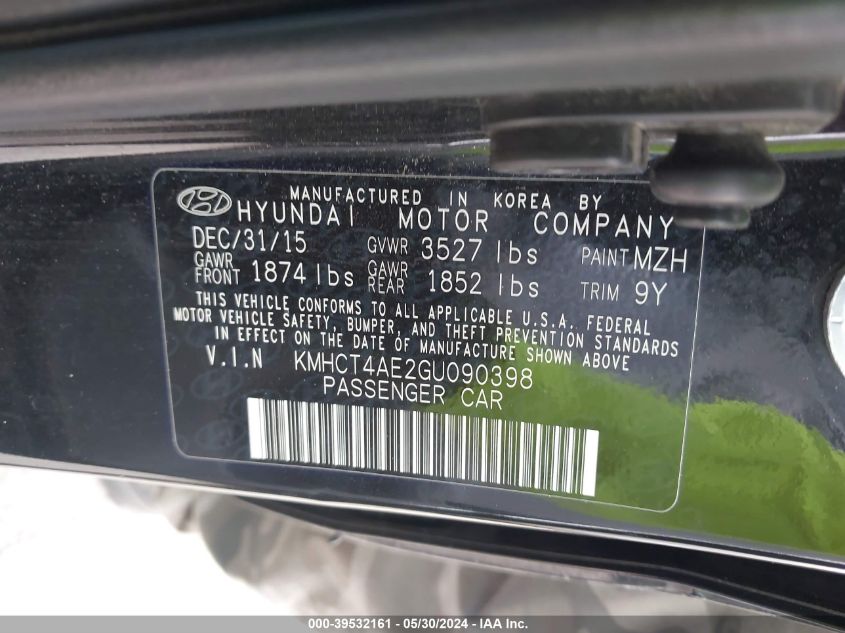 MANUFACTURED IN KOREA BY
HYUNDAI MOTOR COMPANY
DEC/31/15 GVWR 3527 lbs PAINT MZH
GAWR FRONT 1874 lbs GAWR REAR 1852 lbs TRIM 9Y
THIS VEHICLE CONFORMS TO ALL APPLICABLE U.S.A. FEDERAL
MOTOR VEHICLE SAFETY, BUMPER, AND THEFT PREVENTION STANDARDS
IN EFFECT ON THE DATE OF MANUFACTURE SHOWN ABOVE
V.I.N KMHCT4AE2GU090398
PASSENGER CAR
000-39532161 - 05/30/2024 - IAA Inc.